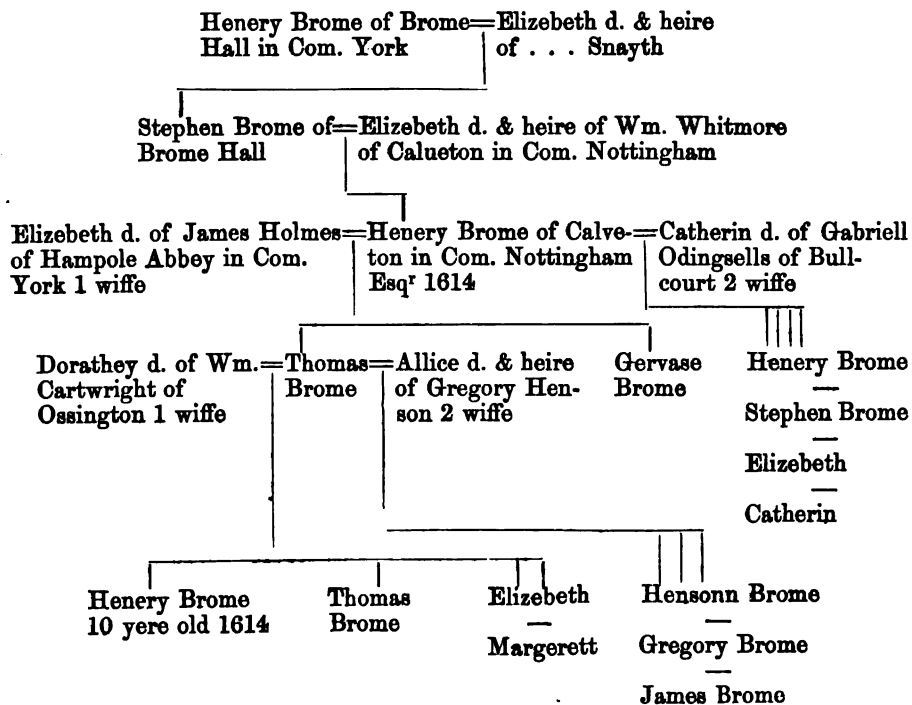 Henery Brome of Brome=Elizebeth d. & heire
Hall in Com. York of . . . Snayth
Stephen Brome of=Elizebeth d. & heire of Wm. Whitmore
Brome Hall of Calueton in Com. Nottingham
Elizebeth d. of James Holmes=Henery Brome of Calve-=Catherin d. of Gabriell
of Hampole Abbey in Com. ton in Com. Nottingham Odingsells of Bull-
York 1 wiffe Esqʳ 1614 court 2 wiffe
Dorathey d. of Wm.=Thomas=Allice d. & heire Gervase Henery Brome
Cartwright of Brome of Gregory Hen- Brome
Ossington 1 wiffe son 2 wiffe Stephen Brome
Elizebeth
Catherin
Henery Brome Thomas Elizebeth Hensonn Brome
10 yere old 1614 Brome
Margerett Gregory Brome
James Brome